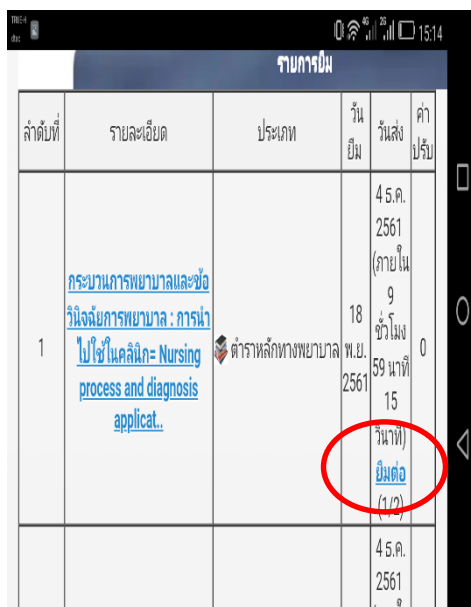 TRUE-H
dtac
4G
2G
15:14
รายการยืม
ลำดับที่
รายละเอียด
ประเภท
วัน
ยืม
วันส่ง
ค่า
ปรับ
1
กระบวนการพยาบาลและข้อ
วินิจฉัยการพยาบาล : การนำ
ไปใช้ในคลินิก= Nursing
process and diagnosis
applicat..
ตำราหลักทางพยาบาล
18
พ.ย.
2561
4 ธ.ค.
2561
(ภายใน
9
ชั่วโมง
59 นาที
15
วินาที)
ยืมต่อ
(1/2)
0
4 ธ.ค.
2561